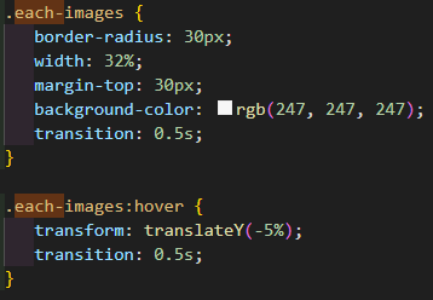 .each-images {
border-radius: 30px;
width: 32%;
margin-top: 30px;
background-color: rgb(247, 247, 247);
transition: 0.5s;
}
.each-images:hover {
transform: translateY(-5%);
transition: 0.5s;
}